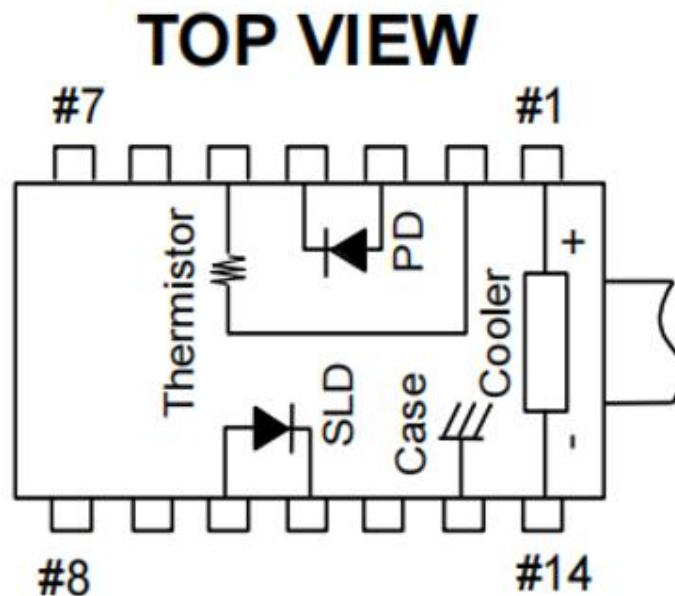 TOP VIEW
#7
#1
Thermistor
PD
+
Cooler
SLD
Case
-
#8
#14